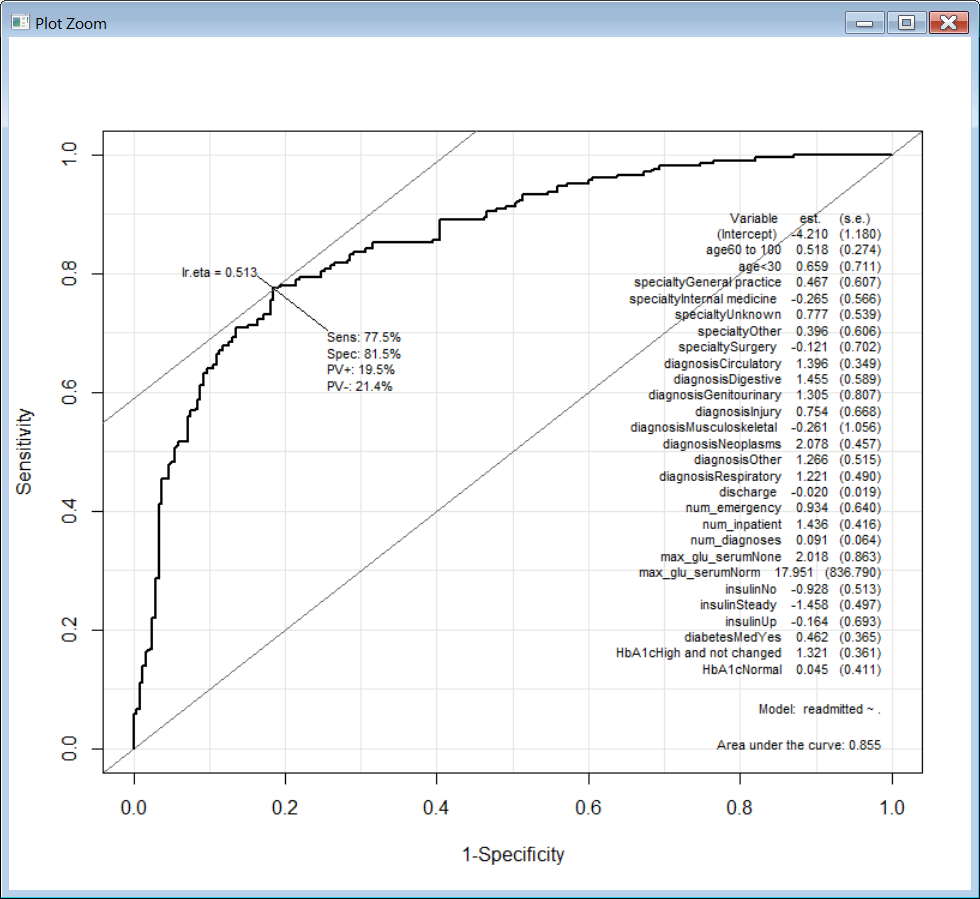 Plot Zoom
1.0
0.8
0.6
0.4
0.2
0.0
Sensitivity
lr.eta = 0.513
Sens: 77.5%
Spec: 81.5%
PV+: 19.5%
PV-: 21.4%
Variable est. (s.e.)
(Intercept) -4.210 (1.180)
age60 to 100 0.518 (0.274)
age<30 0.659 (0.711)
specialtyGeneral practice 0.467 (0.607)
specialtyInternal medicine -0.265 (0.566)
specialtyUnknown 0.777 (0.539)
specialtyOther 0.396 (0.606)
specialtySurgery -0.121 (0.702)
diagnosisCirculatory 1.396 (0.349)
diagnosisDigestive 1.455 (0.589)
diagnosisGenitourinary 1.305 (0.807)
diagnosisInjury 0.754 (0.668)
diagnosisMusculoskeletal -0.261 (1.056)
diagnosisNeoplasms 2.078 (0.457)
diagnosisOther 1.266 (0.515)
diagnosisRespiratory 1.221 (0.490)
discharge -0.020 (0.019)
num_emergency 0.934 (0.640)
num_inpatient 1.436 (0.416)
num_diagnoses 0.091 (0.064)
max_glu_serumNone 2.018 (0.863)
max_glu_serumNorm 17.951 (836.790)
insulinNo -0.928 (0.513)
insulinSteady -1.458 (0.497)
insulinUp -0.164 (0.693)
diabetesMedYes 0.462 (0.365)
HbA1cHigh and not changed 1.321 (0.361)
HbA1cNormal 0.045 (0.411)
Model: readmitted ~ .
Area under the curve: 0.855
0.0 0.2 0.4 0.6 0.8 1.0
1-Specificity